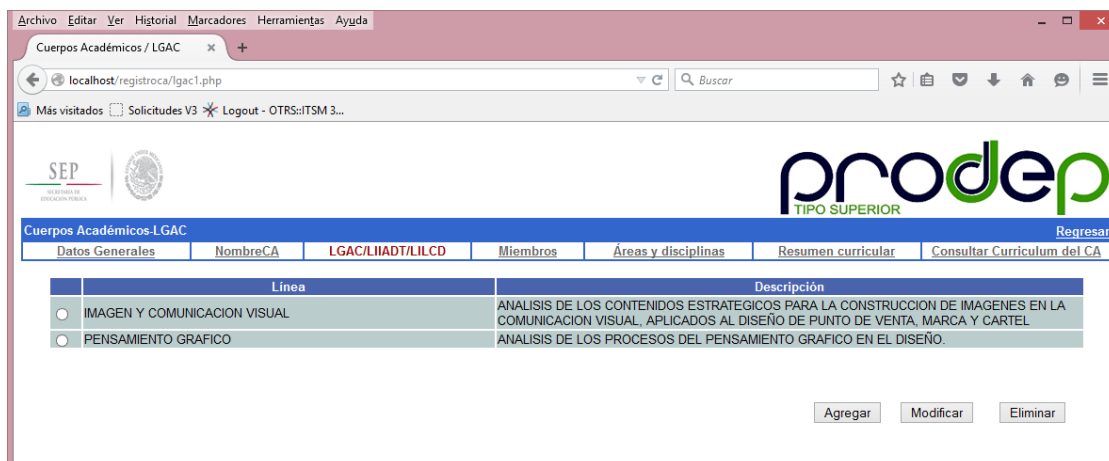 Archivo Editar Ver Historial Marcadores Herramientas Ayuda
Cuerpos Académicos / LGAC
localhost/registroca/lgac1.php
Buscar
Más visitados Solicitudes V3 Logout - OTRS::ITSM 3...
SEP
SECRETARÍA DE
EDUCACIÓN PÚBLICA
prodep
TIPO SUPERIOR
Cuerpos Académicos-LGAC Regresar
Datos Generales NombreCA LGAC/LIIADT/LILCD Miembros Áreas y disciplinas Resumen curricular Consultar Curriculum del CA
Línea Descripción
IMAGEN Y COMUNICACION VISUAL ANALISIS DE LOS CONTENIDOS ESTRATEGICOS PARA LA CONSTRUCCION DE IMAGENES EN LA
COMUNICACION VISUAL, APLICADOS AL DISEÑO DE PUNTO DE VENTA, MARCA Y CARTEL
PENSAMIENTO GRAFICO ANALISIS DE LOS PROCESOS DEL PENSAMIENTO GRAFICO EN EL DISEÑO.
Agregar Modificar Eliminar